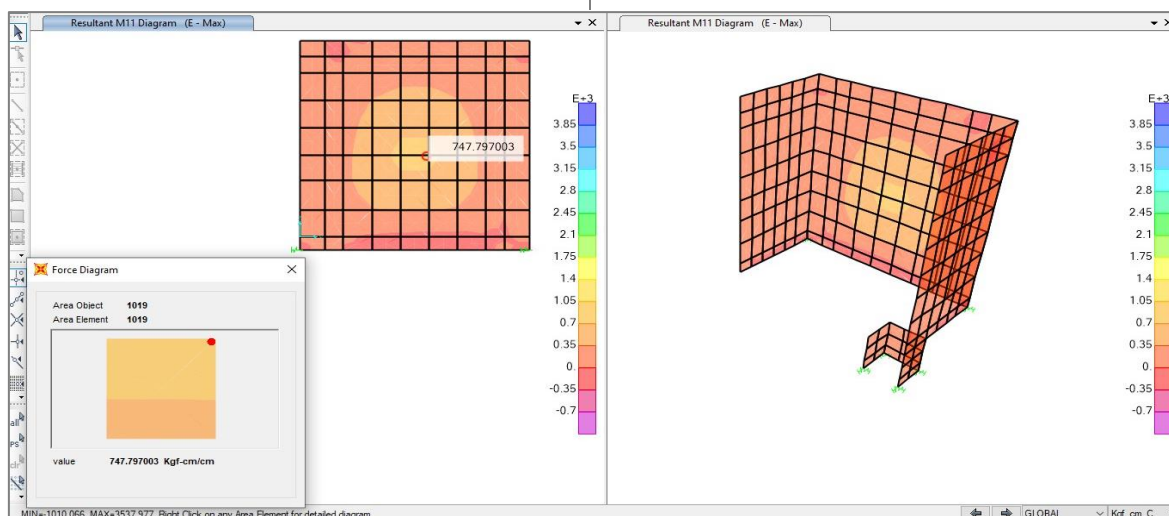 Resultant M11 Diagram (E - Max)
747.797003
E+3
3.85
3.5
3.15
2.8
2.45
2.1
1.75
1.4
1.05
0.7
0.35
0.
-0.35
-0.7
Force Diagram
Area Object 1019
Area Element 1019
value 747.797003 Kgf-cm/cm
all
PS
clr
Resultant M11 Diagram (E - Max)
E+3
3.85
3.5
3.15
2.8
2.45
2.1
1.75
1.4
1.05
0.7
0.35
0.
-0.35
-0.7
MIN=-1010.066, MAX=3537.977, Right Click on any Area Element for detailed diagram
GLOBAL
Kgf, cm, C